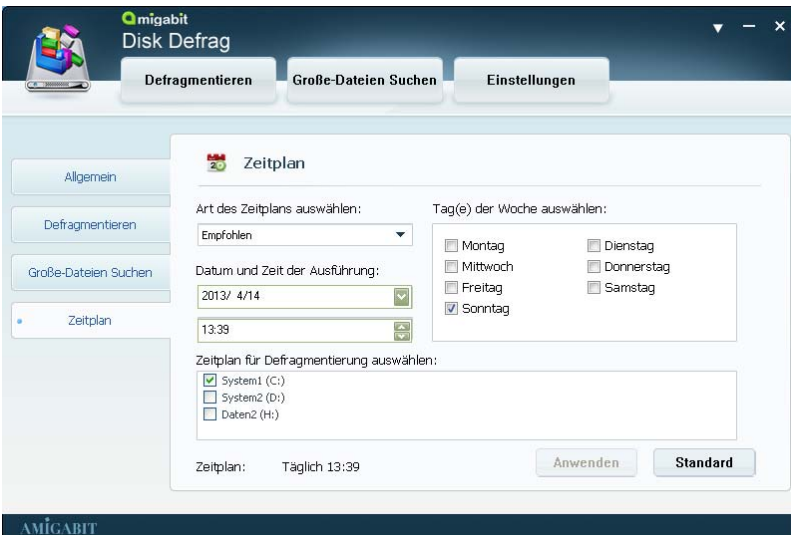 Amigabit
Disk Defrag
Defragmentieren
Große-Dateien Suchen
Einstellungen
Allgemein
Defragmentieren
Große-Dateien Suchen
Zeitplan
20
Zeitplan
Art des Zeitplans auswählen:
Empfohlen
Datum und Zeit der Ausführung:
2013/ 4/14
13:39
Tag(e) der Woche auswählen:
Montag
Dienstag
Mittwoch
Donnerstag
Freitag
Samstag
Sonntag
Zeitplan für Defragmentierung auswählen:
System1 (C:)
System2 (D:)
Daten2 (H:)
Zeitplan: Täglich 13:39
Anwenden
Standard
AMIGABIT